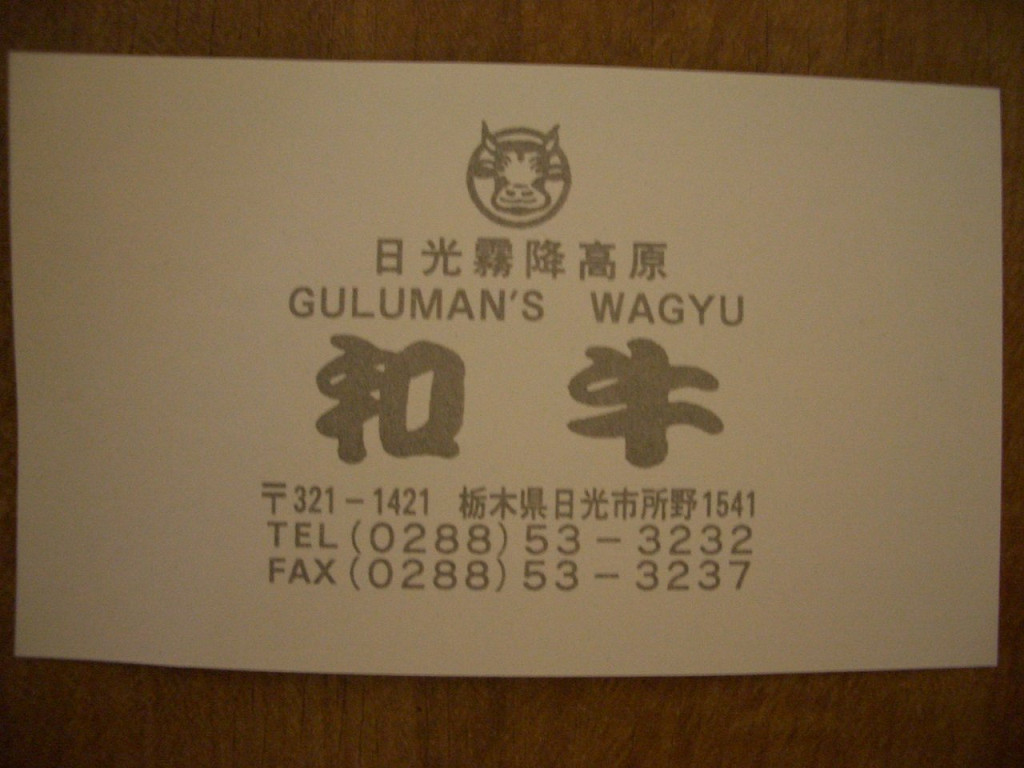 日光霧降高原
GULUMAN'S WAGYU
和牛
〒321-1421 栃木県日光市所野1541
TEL(0288)53-3232
FAX(0288)53-3237